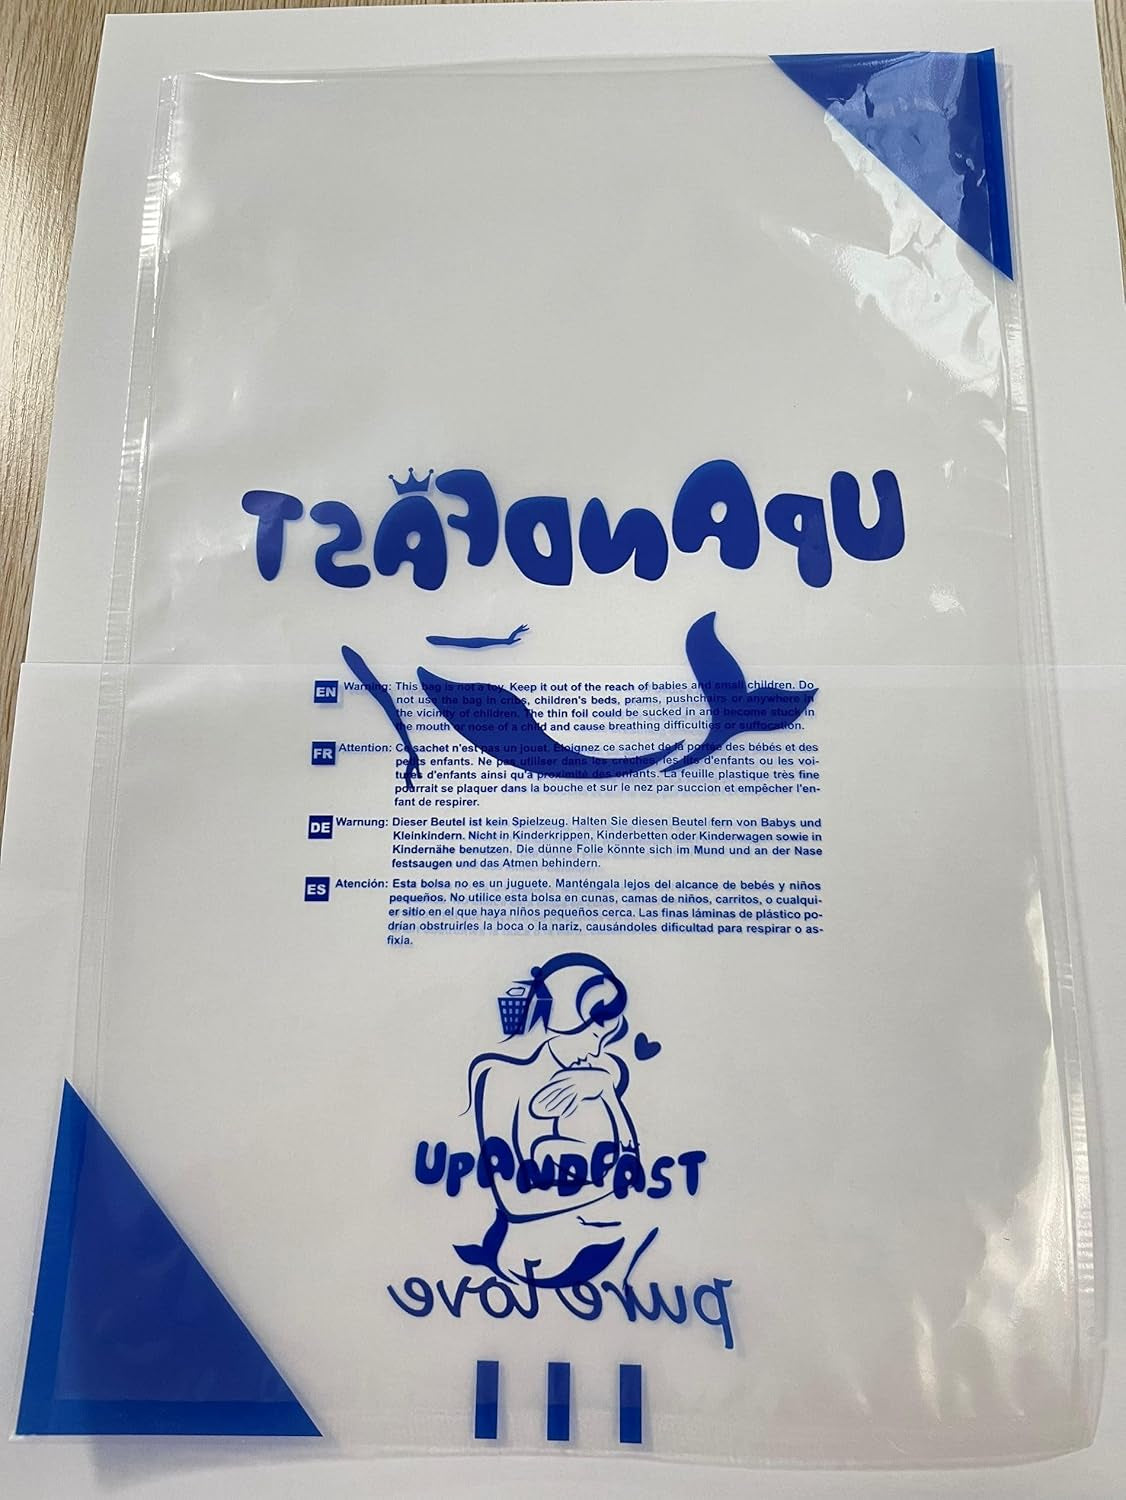 UpAndFAST
EN Warning: This bag is not a toy. Keep it out of the reach of babies and small children. Do
not use the bag in cribs, children's beds, prams, pushchairs or anywhere in
the vicinity of children. The thin foil could be sucked in and become stuck in
the mouth or nose of a child and cause breathing difficulties or suffocation.
FR Attention: Ce sachet n'est pas un jouet. Éloignez ce sachet de la portée des bébés et des
petits enfants. Ne pas utiliser dans les crèches, les lits d'enfants ou les voi-
tures d'enfants ainsi qu'à proximité des enfants. La feuille plastique très fine
pourrait se plaquer dans la bouche et sur le nez par succion et empêcher l'en-
fant de respirer.
DE Warnung: Dieser Beutel ist kein Spielzeug. Halten Sie diesen Beutel fern von Babys und
Kleinkindern. Nicht in Kinderkrippen, Kinderbetten oder Kinderwagen sowie in
Kindernähe benutzen. Die dünne Folie könnte sich im Mund und an der Nase
festsaugen und das Atmen behindern.
ES Atención: Esta bolsa no es un juguete. Manténgala lejos del alcance de bebés y niños
pequeños. No utilice esta bolsa en cunas, camas de niños, carritos, o cualqui-
er sitio en el que haya niños pequeños cerca. Las finas láminas de plástico po-
drían obstruirles la boca o la nariz, causándoles dificultad para respirar o as-
fixia.
UpANDFAST
pure love